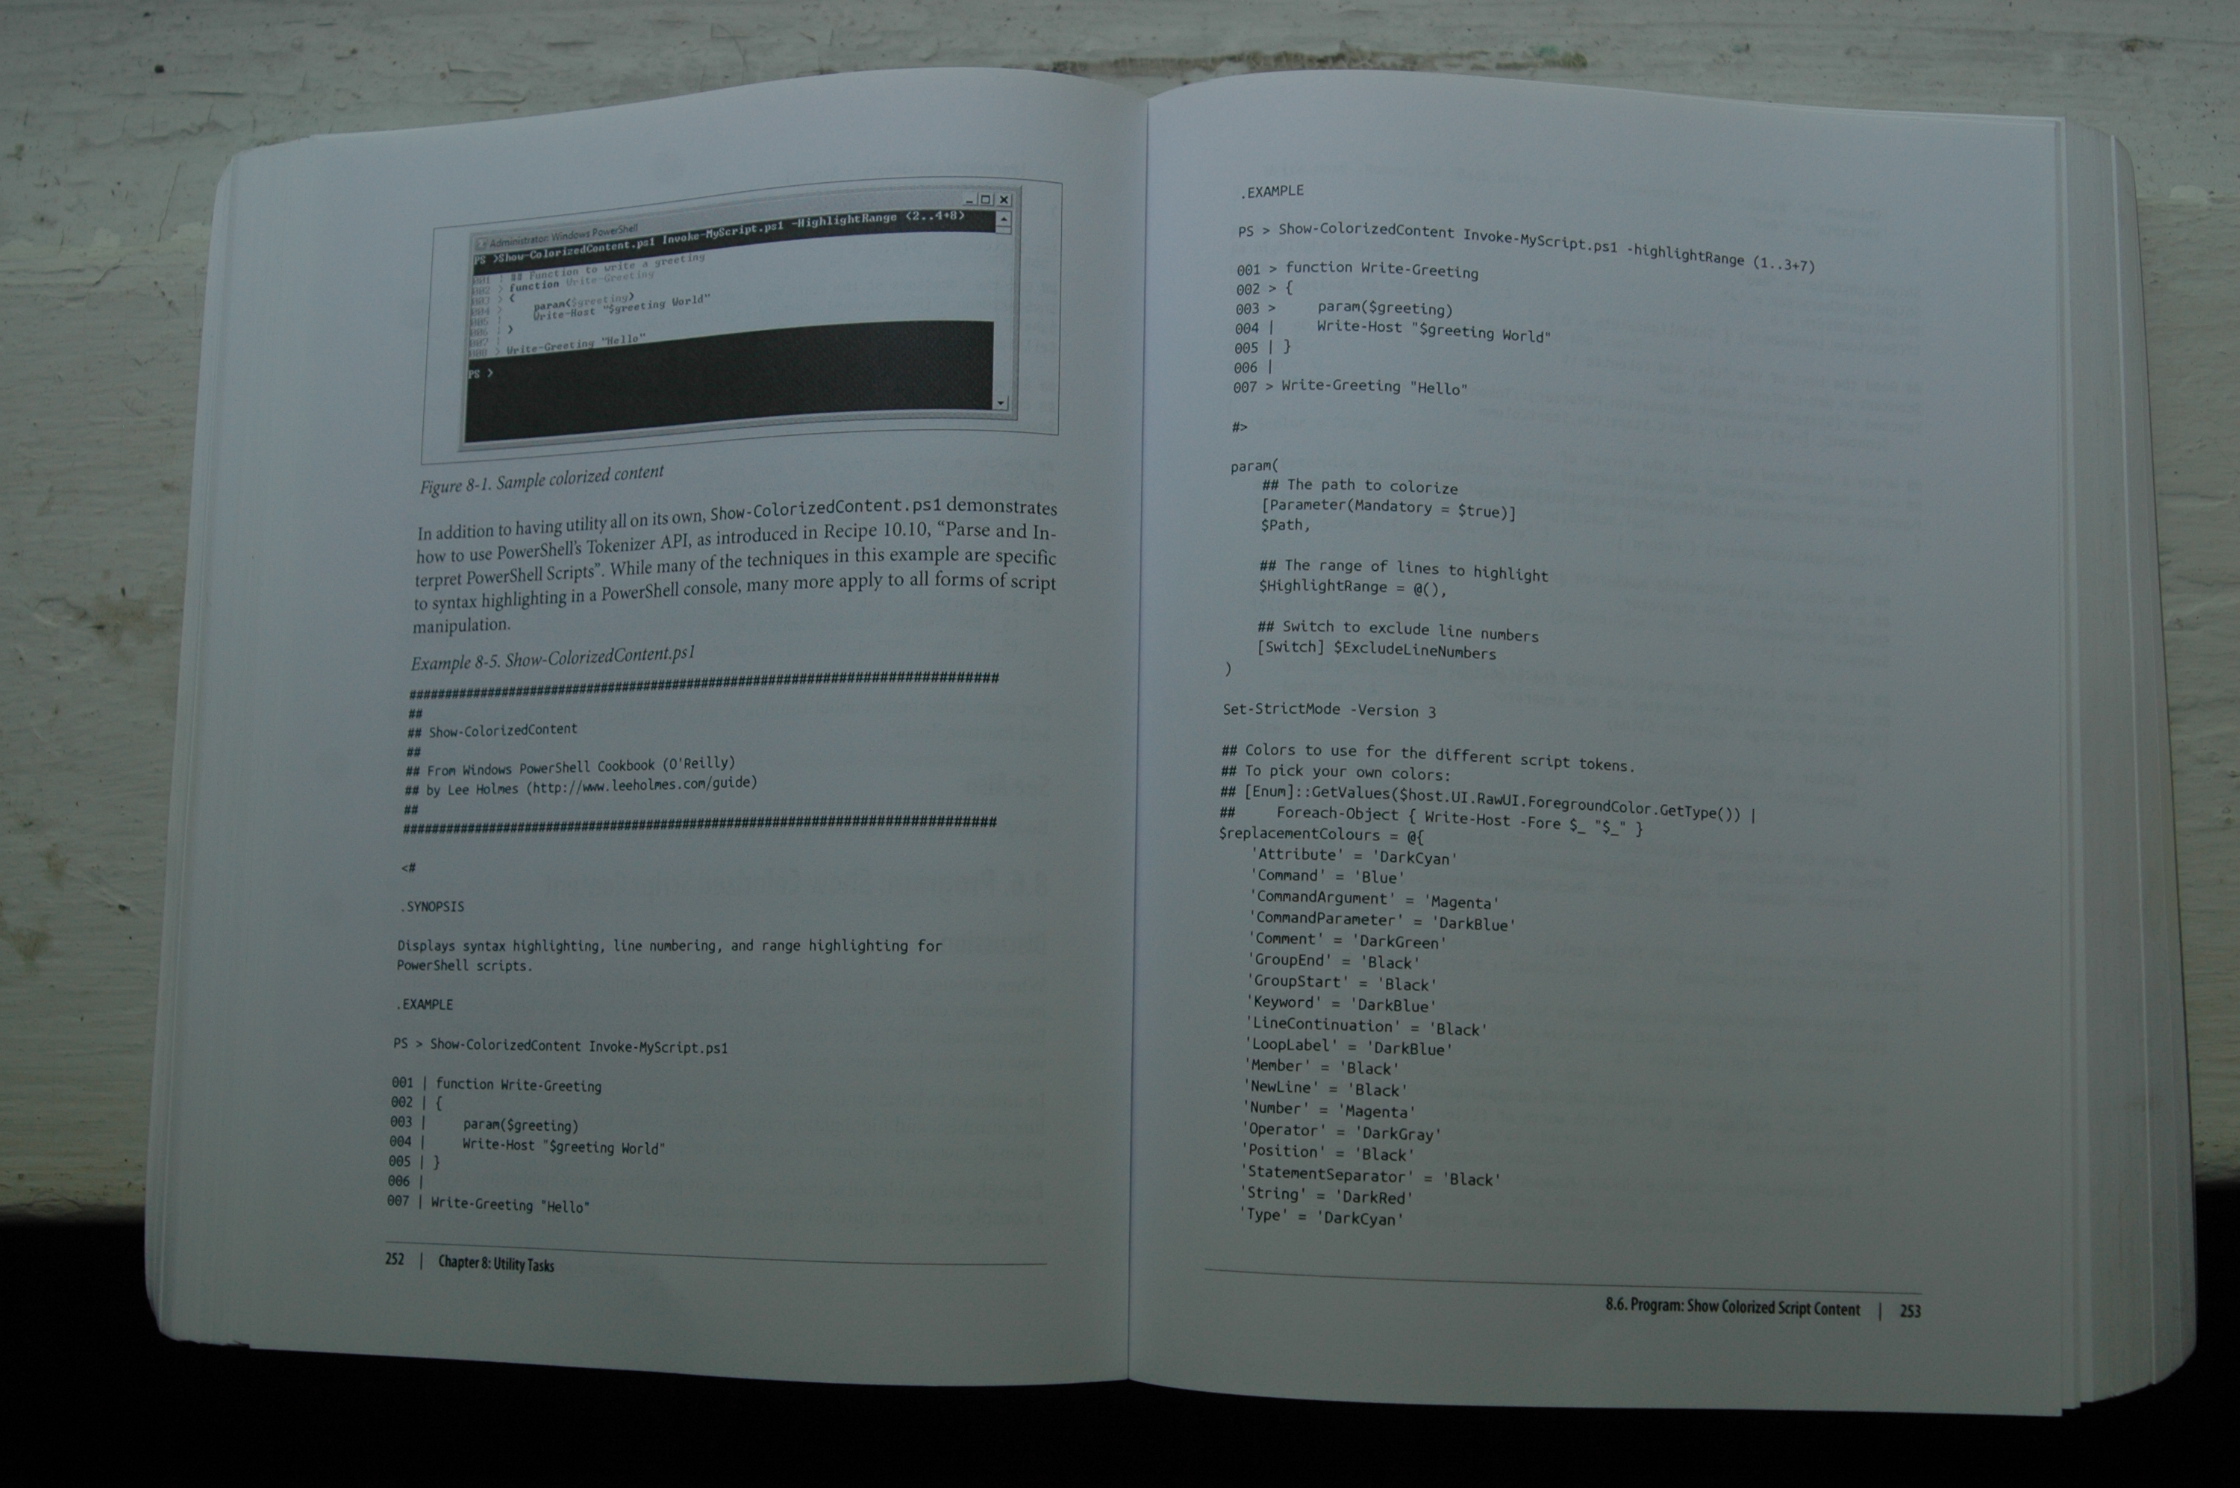 Administrator: Windows PowerShell
PS >Show-ColorizedContent.ps1 Invoke-MyScript.ps1 -HighlightRange (2..4+8)
001 | ## Function to write a greeting
002 > function Write-Greeting
003 > {
004 >     param($greeting)
005 |     Write-Host "$greeting World"
006 | }
007 |
008 > Write-Greeting "Hello"
PS >
Figure 8-1. Sample colorized content
In addition to having utility all on its own, Show-ColorizedContent.ps1 demonstrates
how to use PowerShell's Tokenizer API, as introduced in Recipe 10.10, “Parse and In-
terpret PowerShell Scripts”. While many of the techniques in this example are specific
to syntax highlighting in a PowerShell console, many more apply to all forms of script
manipulation.
Example 8-5. Show-ColorizedContent.ps1
##############################################################################
##
## Show-ColorizedContent
##
## From Windows PowerShell Cookbook (O'Reilly)
## by Lee Holmes (http://www.leeholmes.com/guide)
##
##############################################################################
<#
.SYNOPSIS
Displays syntax highlighting, line numbering, and range highlighting for
PowerShell scripts.
.EXAMPLE
PS > Show-ColorizedContent Invoke-MyScript.ps1
001 | function Write-Greeting
002 | {
003 |     param($greeting)
004 |     Write-Host "$greeting World"
005 | }
006 |
007 | Write-Greeting "Hello"
252 | Chapter 8: Utility Tasks
.EXAMPLE
PS > Show-ColorizedContent Invoke-MyScript.ps1 -highlightRange (1..3+7)
001 > function Write-Greeting
002 > {
003 >     param($greeting)
004 |     Write-Host "$greeting World"
005 | }
006 |
007 > Write-Greeting "Hello"
#>
param(
    ## The path to colorize
    [Parameter(Mandatory = $true)]
    $Path,
    ## The range of lines to highlight
    $HighlightRange = @(),
    ## Switch to exclude line numbers
    [Switch] $ExcludeLineNumbers
)
Set-StrictMode -Version 3
## Colors to use for the different script tokens.
## To pick your own colors:
## [Enum]::GetValues($host.UI.RawUI.ForegroundColor.GetType()) |
##     Foreach-Object { Write-Host -Fore $_ "$_" }
$replacementColours = @{
    'Attribute' = 'DarkCyan'
    'Command' = 'Blue'
    'CommandArgument' = 'Magenta'
    'CommandParameter' = 'DarkBlue'
    'Comment' = 'DarkGreen'
    'GroupEnd' = 'Black'
    'GroupStart' = 'Black'
    'Keyword' = 'DarkBlue'
    'LineContinuation' = 'Black'
    'LoopLabel' = 'DarkBlue'
    'Member' = 'Black'
    'NewLine' = 'Black'
    'Number' = 'Magenta'
    'Operator' = 'DarkGray'
    'Position' = 'Black'
    'StatementSeparator' = 'Black'
    'String' = 'DarkRed'
    'Type' = 'DarkCyan'
8.6. Program: Show Colorized Script Content | 253